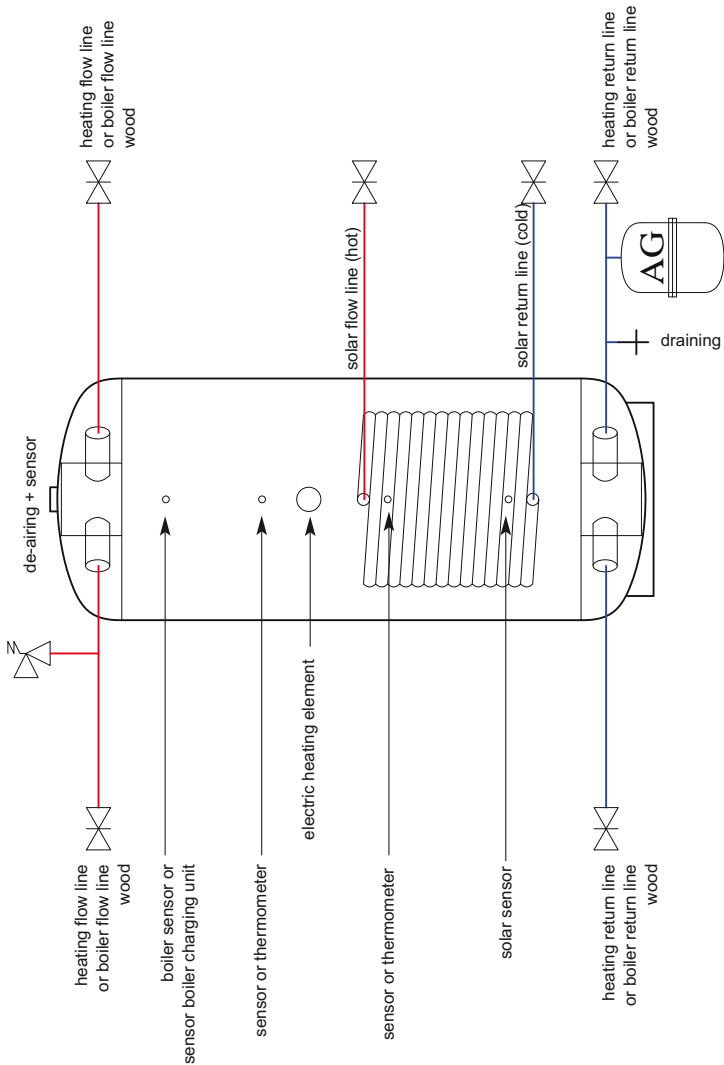 heating flow line
or boiler flow line
wood
heating return line
or boiler return line
wood
solar flow line (hot)
solar return line (cold)
AG
draining
de-airing + sensor
N
electric heating element
heating flow line
or boiler flow line
wood
boiler sensor or
sensor boiler charging unit
sensor or thermometer
sensor or thermometer
solar sensor
heating return line
or boiler return line
wood